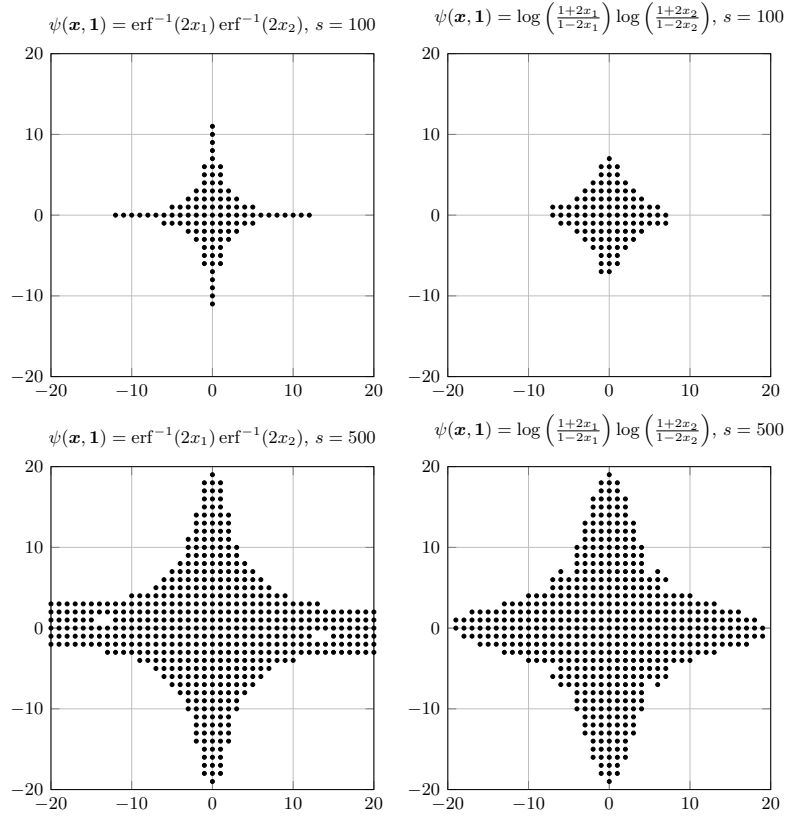 ψ(x, 1) = erf⁻¹(2x₁) erf⁻¹(2x₂), s = 100
20
10
0
−10
−20
−20 −10 0 10 20
ψ(x, 1) = log((1+2x₁)/(1−2x₁)) log((1+2x₂)/(1−2x₂)), s = 100
20
10
0
−10
−20
−20 −10 0 10 20
ψ(x, 1) = erf⁻¹(2x₁) erf⁻¹(2x₂), s = 500
20
10
0
−10
−20
−20 −10 0 10 20
ψ(x, 1) = log((1+2x₁)/(1−2x₁)) log((1+2x₂)/(1−2x₂)), s = 500
20
10
0
−10
−20
−20 −10 0 10 20